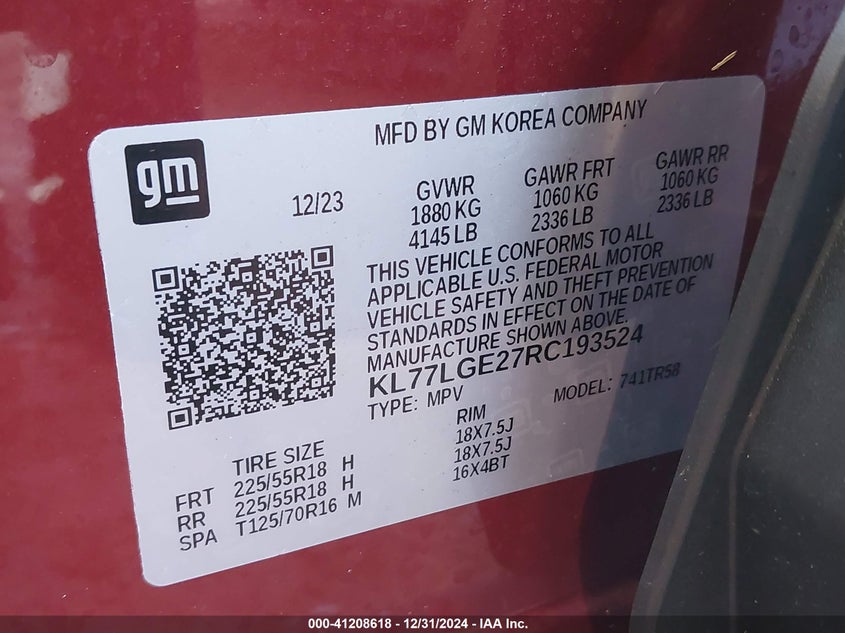 MFD BY GM KOREA COMPANY
gm
12/23
GVWR
1880 KG
4145 LB
GAWR FRT
1060 KG
2336 LB
GAWR RR
1060 KG
2336 LB
THIS VEHICLE CONFORMS TO ALL
APPLICABLE U.S. FEDERAL MOTOR
VEHICLE SAFETY AND THEFT PREVENTION
STANDARDS IN EFFECT ON THE DATE OF
MANUFACTURE SHOWN ABOVE.
KL77LGE27RC193524
TYPE: MPV MODEL: 741TR58
TIRE SIZE RIM
FRT 225/55R18 H 18X7.5J
RR 225/55R18 H 18X7.5J
SPA T125/70R16 M 16X4BT
000-41208618 - 12/31/2024 - IAA Inc.